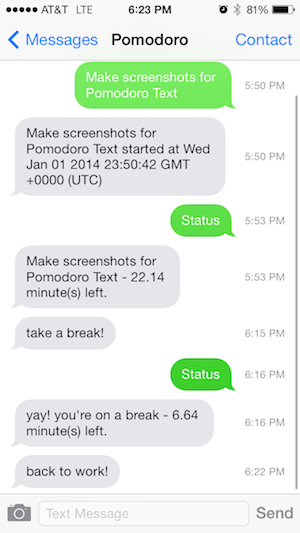 AT&T LTE 6:23 PM 81%
Messages Pomodoro Contact
Make screenshots for
Pomodoro Text
5:50 PM
Make screenshots for
Pomodoro Text started at Wed
Jan 01 2014 23:50:42 GMT
+0000 (UTC)
5:50 PM
Status 5:53 PM
Make screenshots for
Pomodoro Text - 22.14
minute(s) left.
5:53 PM
take a break! 6:15 PM
Status 6:16 PM
yay! you're on a break - 6.64
minute(s) left.
6:16 PM
back to work! 6:22 PM
Text Message Send